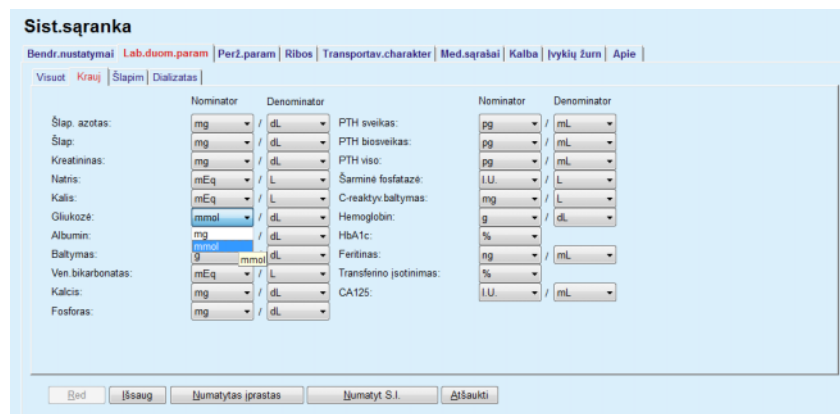 Sist.sąranka
Bendr.nustatymai Lab.duom.param Perž.param Ribos Transportav.charakter Med.sąrašai Kalba Įvykių žurn Apie
Visuot Krauj Šlapim Dializatas
Nominator Denominator Nominator Denominator
Šlap. azotas: mg / dL PTH sveikas: pg / mL
Šlap: mg / dL PTH biosveikas: pg / mL
Kreatininas: mg / dL PTH viso: pg / mL
Natris: mEq / L Šarminė fosfatazė: I.U. / L
Kalis: mEq / L C-reaktyv.baltymas: mg / L
Gliukozė: mmol / dL Hemoglobin: g / dL
Albumin: mg / dL HbA1c: %
mmol
Baltymas: g mmol dL Feritinas: ng / mL
Ven.bikarbonatas: mEq / L Transferino įsotinimas: %
Kalcis: mg / dL CA125: I.U. / mL
Fosforas: mg / dL
Red Išsaug Numatytas įprastas Numatyt S.I. Atšaukti